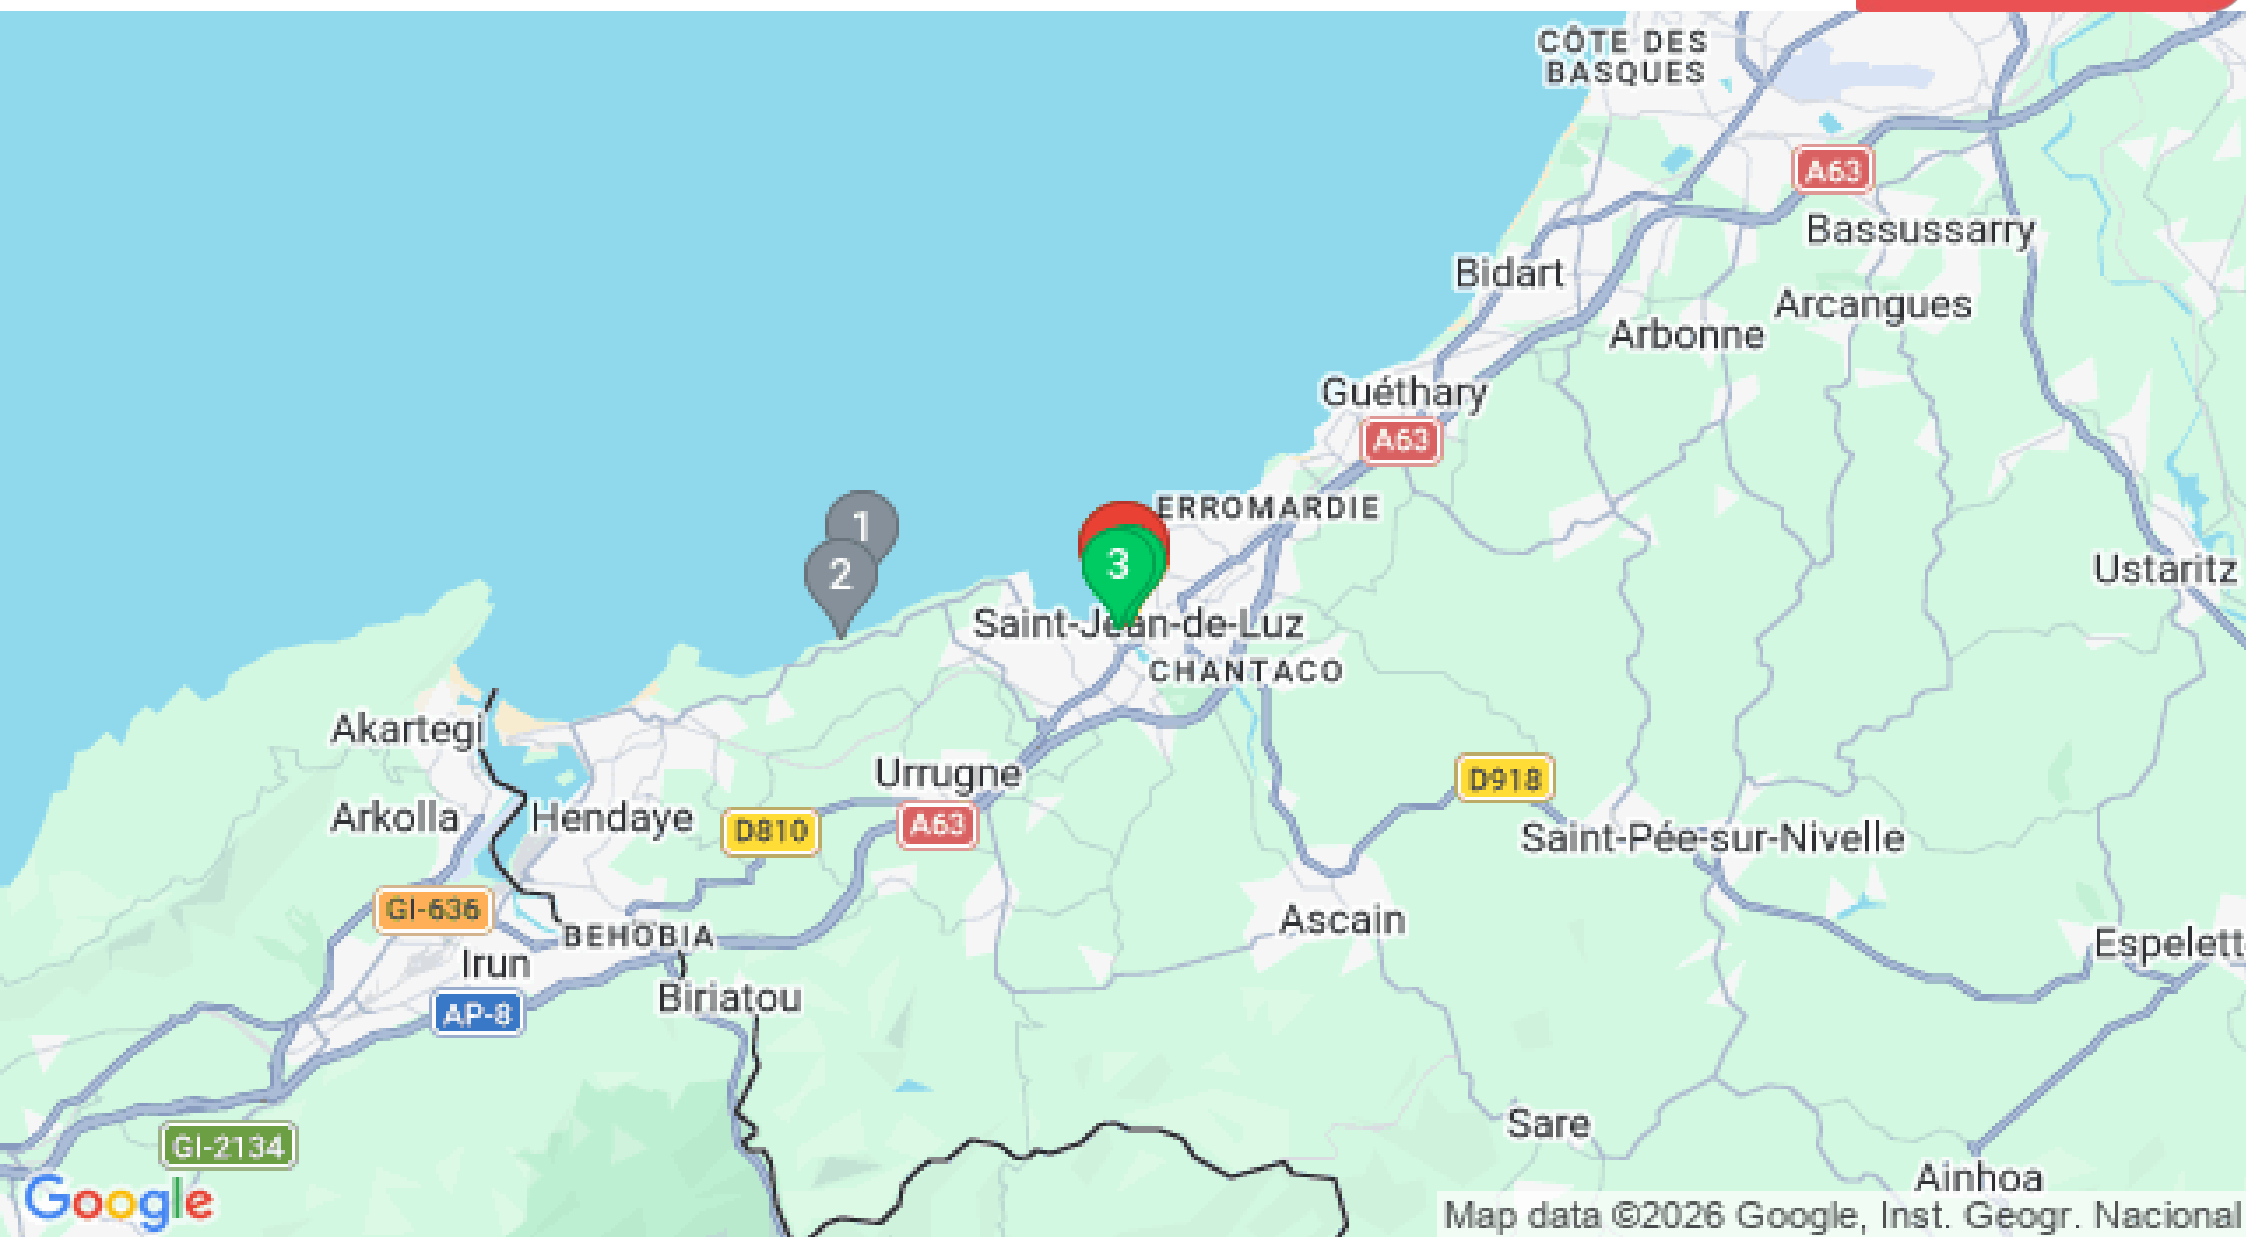 CÔTE DES
BASQUES
A63
Bassussarry
Bidart
Arcangues
Arbonne
Guéthary
A63
ERROMARDIE
1
2
3
Ustaritz
Saint-Jean-de-Luz
CHANTACO
Akartegi
Urrugne
D918
Arkolla
Hendaye
D810
A63
Saint-Pée-sur-Nivelle
GI-636
Ascain
BEHOBIA
Espelett
Irun
Biriatou
AP-8
Sare
GI-2134
Ainhoa
Google
Map data ©2026 Google, Inst. Geogr. Nacional